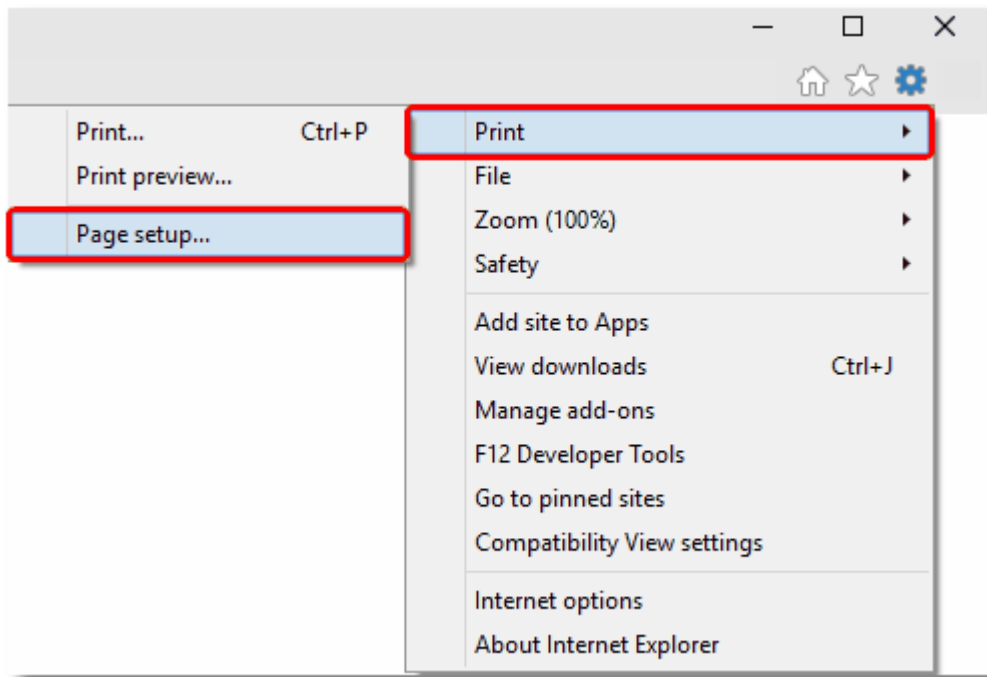 Print... Ctrl+P
Print preview...
Page setup...
Print
File
Zoom (100%)
Safety
Add site to Apps
View downloads Ctrl+J
Manage add-ons
F12 Developer Tools
Go to pinned sites
Compatibility View settings
Internet options
About Internet Explorer